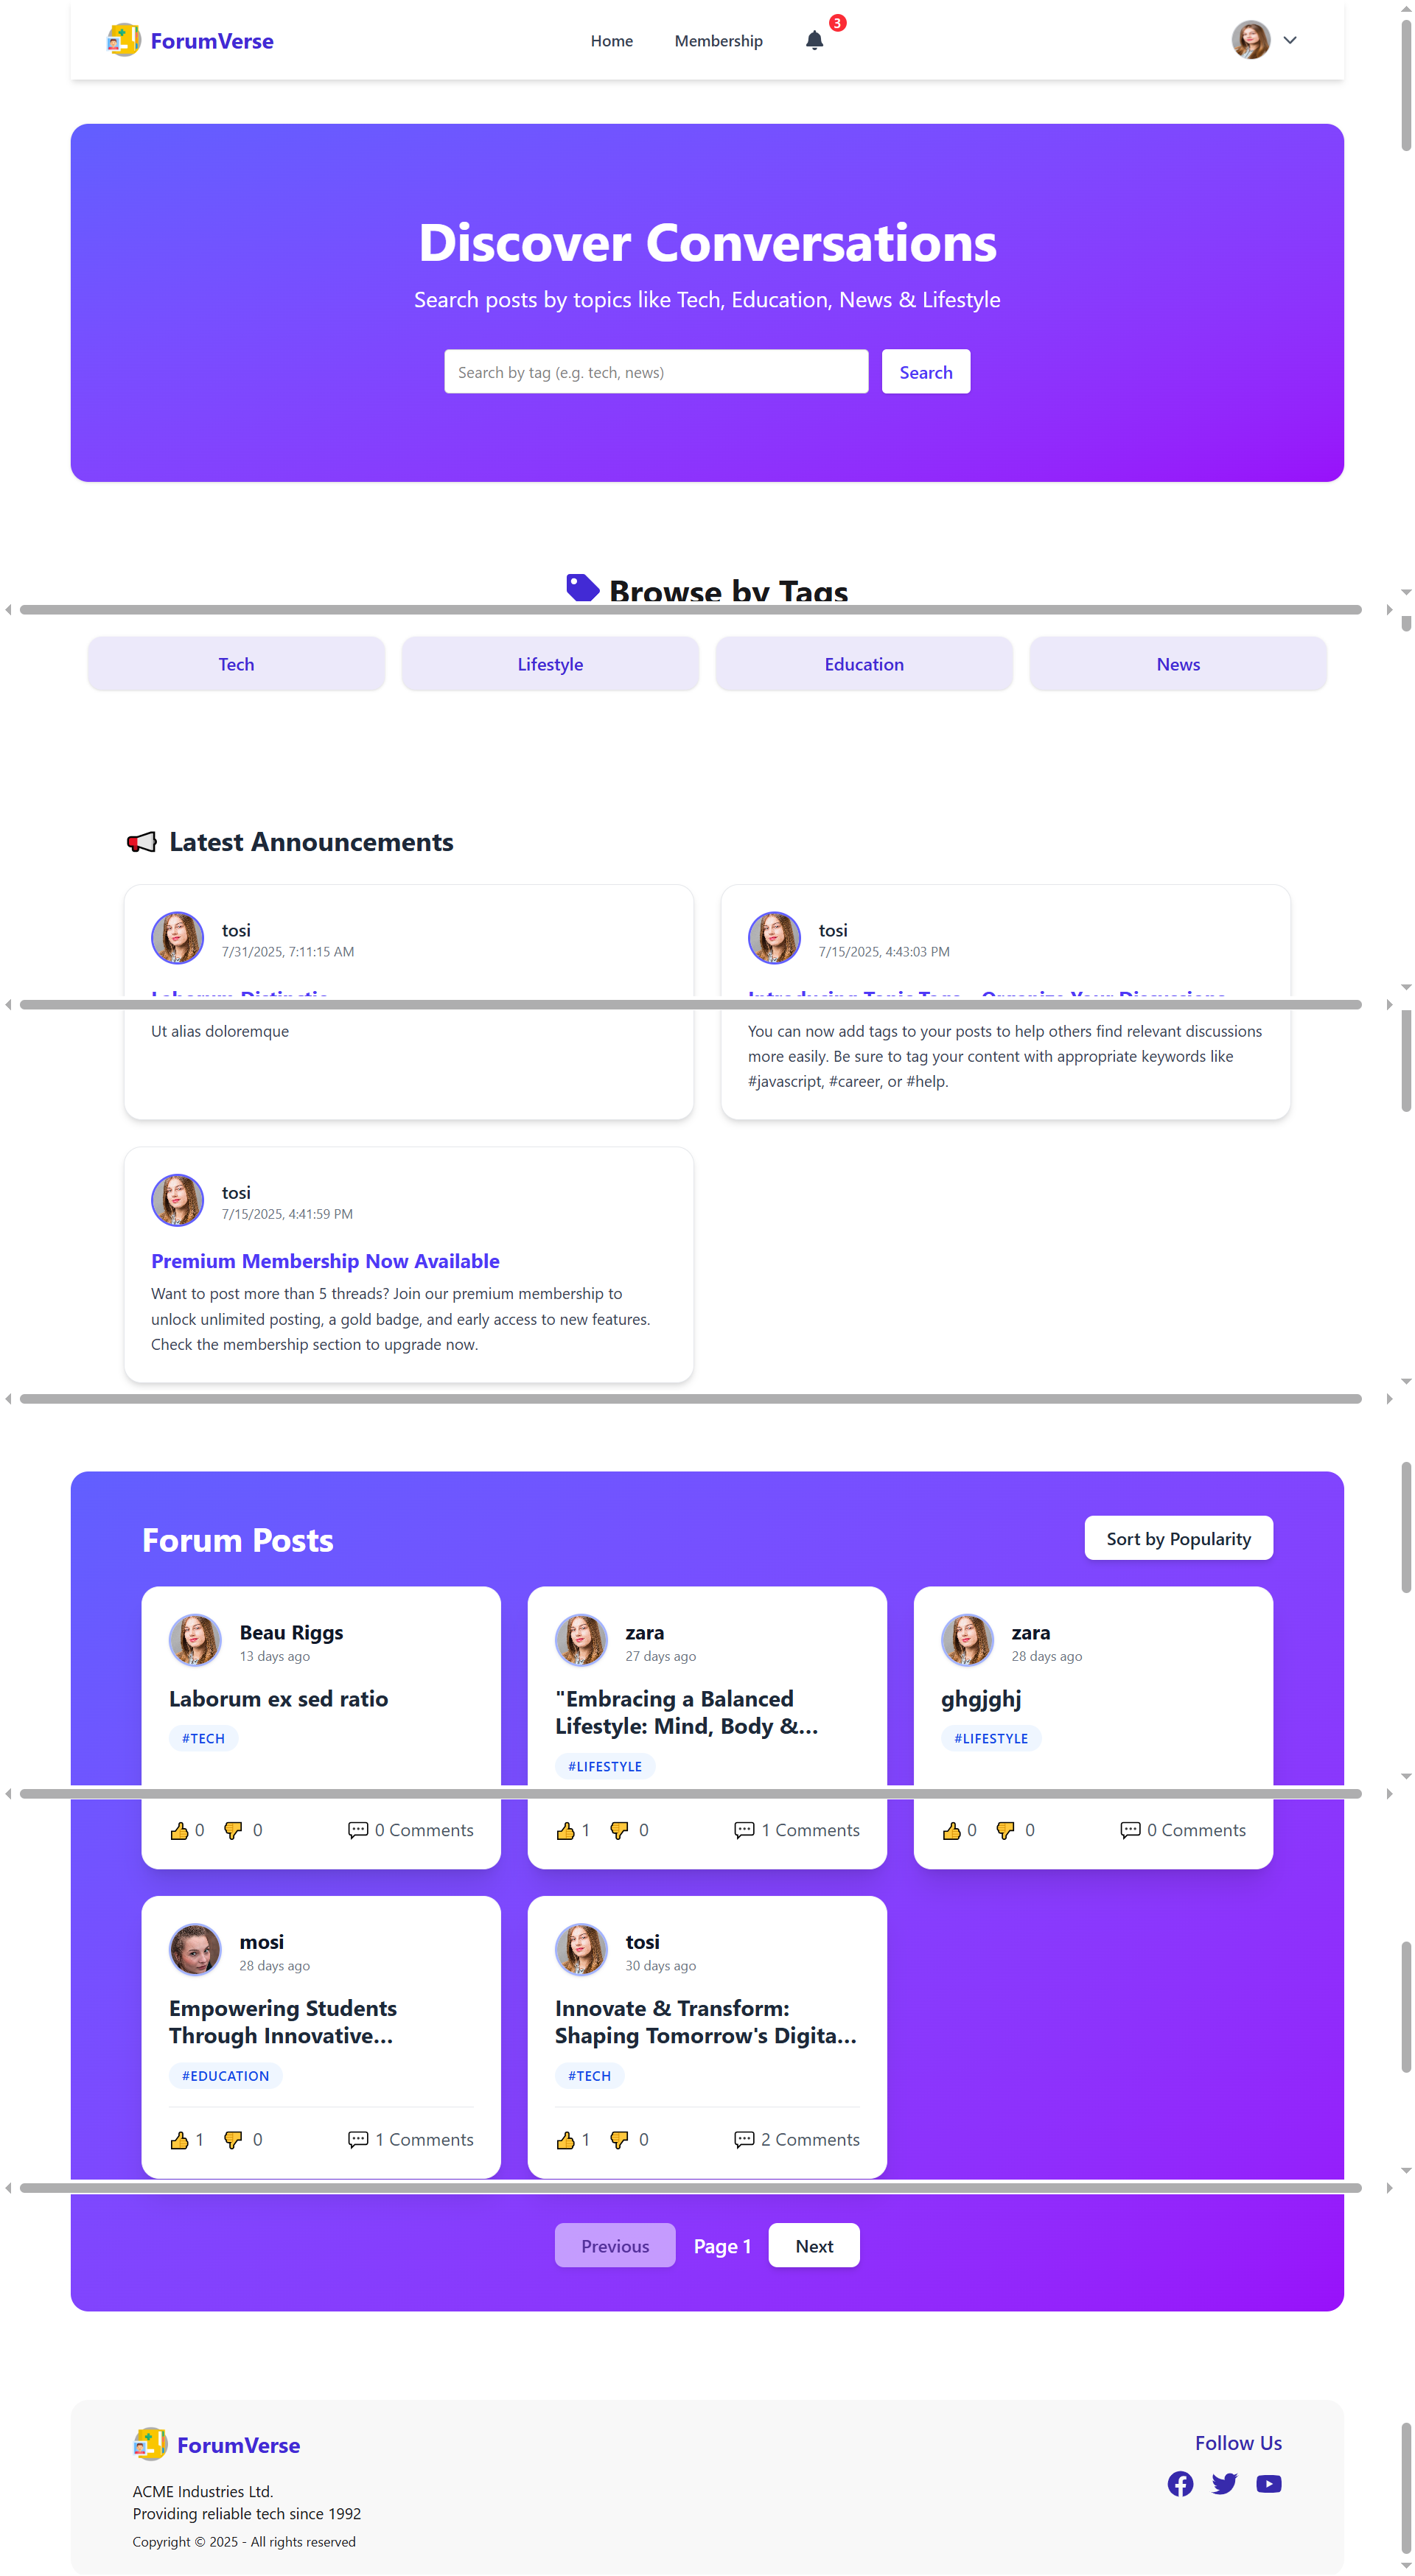 ForumVerse
Home
Membership
3
Discover Conversations
Search posts by topics like Tech, Education, News & Lifestyle
Search by tag (e.g. tech, news)
Search
Browse by Tags
Tech
Lifestyle
Education
News
Latest Announcements
tosi
7/31/2025, 7:11:15 AM
Laborum Distinctio
Ut alias doloremque
tosi
7/15/2025, 4:43:03 PM
Introducing Topic Tags – Organize Your Discussions
You can now add tags to your posts to help others find relevant discussions
more easily. Be sure to tag your content with appropriate keywords like
#javascript, #career, or #help.
tosi
7/15/2025, 4:41:59 PM
Premium Membership Now Available
Want to post more than 5 threads? Join our premium membership to
unlock unlimited posting, a gold badge, and early access to new features.
Check the membership section to upgrade now.
Forum Posts
Sort by Popularity
Beau Riggs
13 days ago
Laborum ex sed ratio
#TECH
0 0 0 Comments
zara
27 days ago
"Embracing a Balanced
Lifestyle: Mind, Body &...
#LIFESTYLE
1 0 1 Comments
zara
28 days ago
ghgjghj
#LIFESTYLE
0 0 0 Comments
mosi
28 days ago
Empowering Students
Through Innovative...
#EDUCATION
1 0 1 Comments
tosi
30 days ago
Innovate & Transform:
Shaping Tomorrow's Digita...
#TECH
1 0 2 Comments
Previous
Page 1
Next
ForumVerse
ACME Industries Ltd.
Providing reliable tech since 1992
Copyright © 2025 - All rights reserved
Follow Us